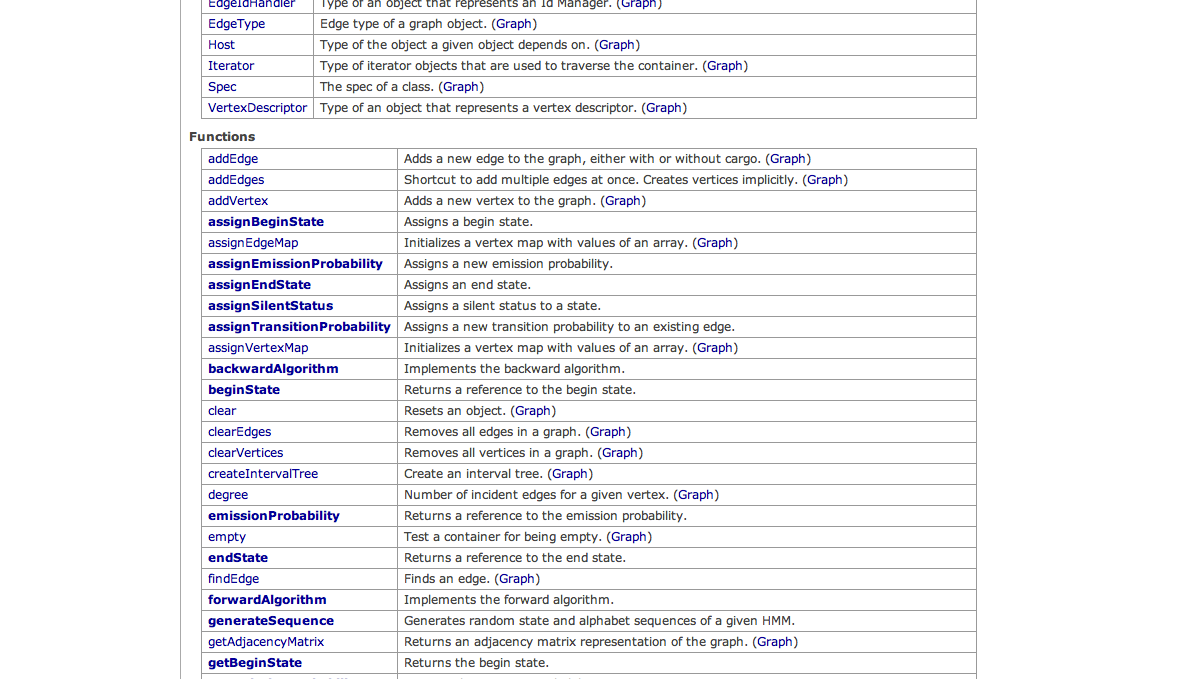 EdgeIdHandler Type of an object that represents an Id Manager. (Graph)
EdgeType Edge type of a graph object. (Graph)
Host Type of the object a given object depends on. (Graph)
Iterator Type of iterator objects that are used to traverse the container. (Graph)
Spec The spec of a class. (Graph)
VertexDescriptor Type of an object that represents a vertex descriptor. (Graph)
Functions
addEdge Adds a new edge to the graph, either with or without cargo. (Graph)
addEdges Shortcut to add multiple edges at once. Creates vertices implicitly. (Graph)
addVertex Adds a new vertex to the graph. (Graph)
assignBeginState Assigns a begin state.
assignEdgeMap Initializes a vertex map with values of an array. (Graph)
assignEmissionProbability Assigns a new emission probability.
assignEndState Assigns an end state.
assignSilentStatus Assigns a silent status to a state.
assignTransitionProbability Assigns a new transition probability to an existing edge.
assignVertexMap Initializes a vertex map with values of an array. (Graph)
backwardAlgorithm Implements the backward algorithm.
beginState Returns a reference to the begin state.
clear Resets an object. (Graph)
clearEdges Removes all edges in a graph. (Graph)
clearVertices Removes all vertices in a graph. (Graph)
createIntervalTree Create an interval tree. (Graph)
degree Number of incident edges for a given vertex. (Graph)
emissionProbability Returns a reference to the emission probability.
empty Test a container for being empty. (Graph)
endState Returns a reference to the end state.
findEdge Finds an edge. (Graph)
forwardAlgorithm Implements the forward algorithm.
generateSequence Generates random state and alphabet sequences of a given HMM.
getAdjacencyMatrix Returns an adjacency matrix representation of the graph. (Graph)
getBeginState Returns the begin state.